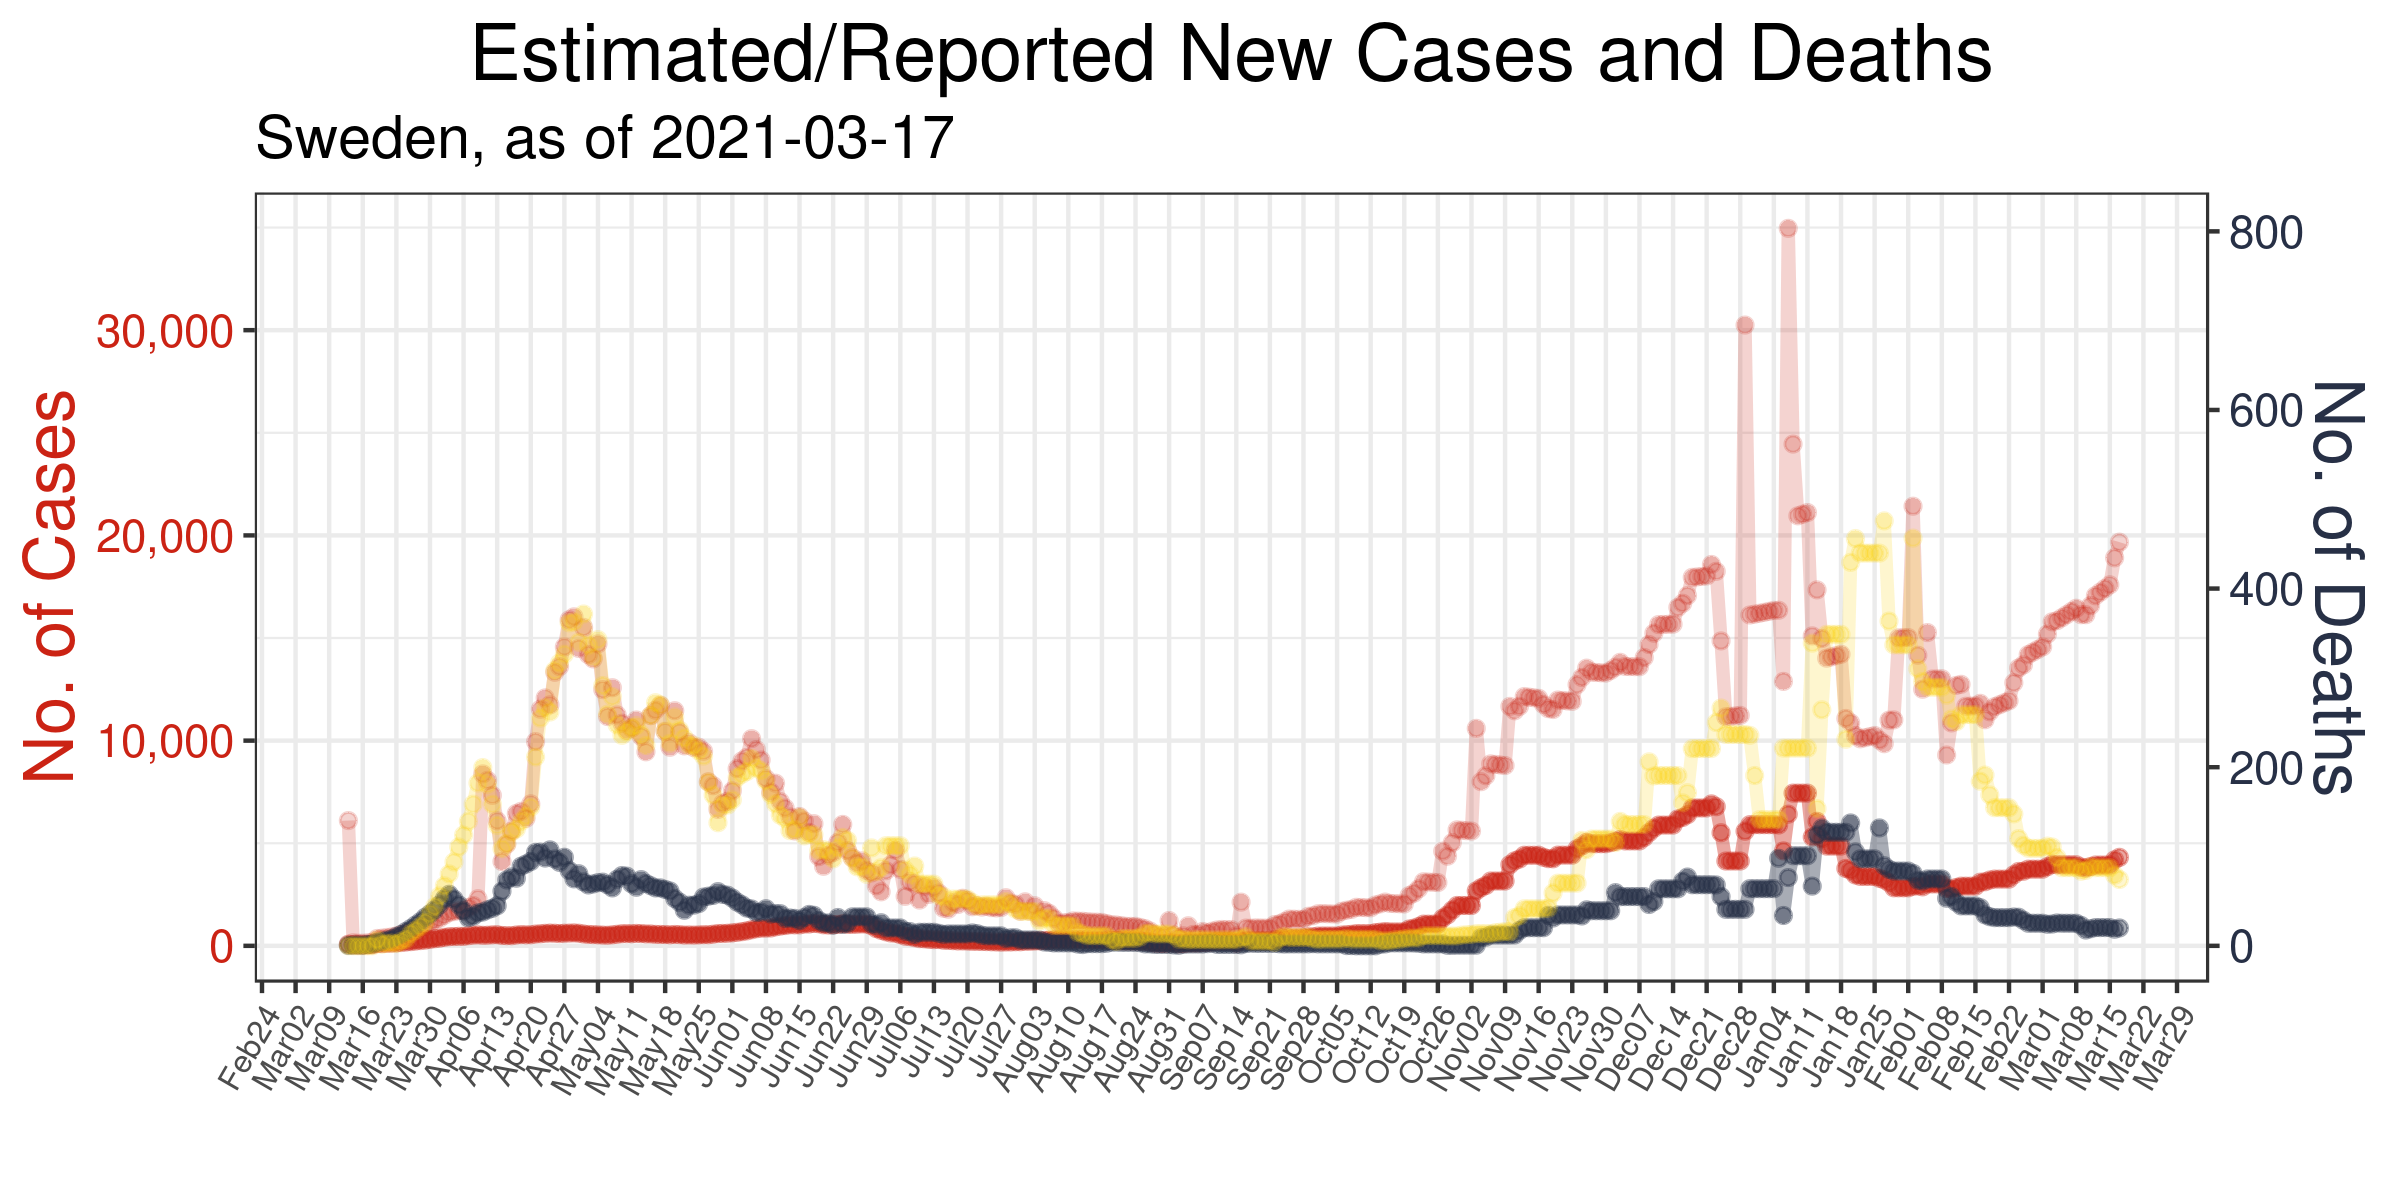 Estimated/Reported New Cases and Deaths
Sweden, as of 2021-03-17
No. of Cases
30,000
20,000
10,000
0
800
600
400
200
0
No. of Deaths
Feb24
Mar02
Mar09
Mar16
Mar23
Mar30
Apr06
Apr13
Apr20
Apr27
May04
May11
May18
May25
Jun01
Jun08
Jun15
Jun22
Jun29
Jul06
Jul13
Jul20
Jul27
Aug03
Aug10
Aug17
Aug24
Aug31
Sep07
Sep14
Sep21
Sep28
Oct05
Oct12
Oct19
Oct26
Nov02
Nov09
Nov16
Nov23
Nov30
Dec07
Dec14
Dec21
Dec28
Jan04
Jan11
Jan18
Jan25
Feb01
Feb08
Feb15
Feb22
Mar01
Mar08
Mar15
Mar22
Mar29